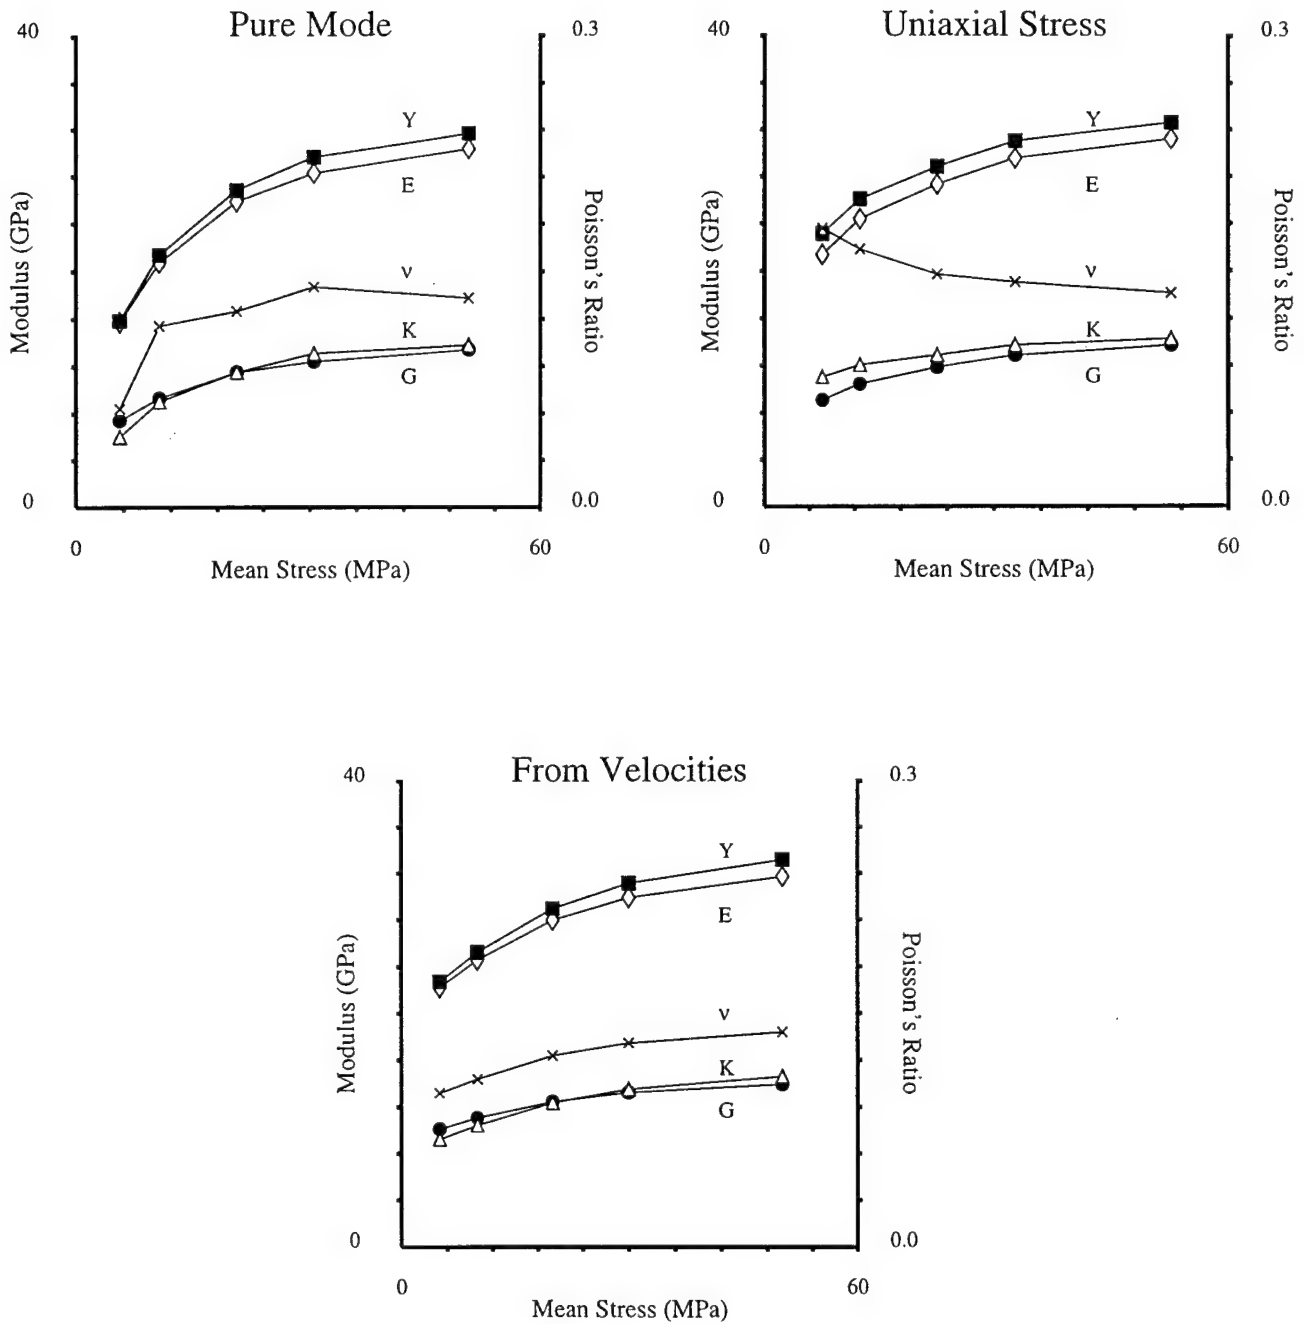 Pure Mode
40
0.3
Y
E
ν
K
G
Modulus (GPa)
Poisson's Ratio
0
0.0
0
60
Mean Stress (MPa)
Uniaxial Stress
40
0.3
Y
E
ν
K
G
Modulus (GPa)
Poisson's Ratio
0
0.0
0
60
Mean Stress (MPa)
From Velocities
40
0.3
Y
E
ν
K
G
Modulus (GPa)
Poisson's Ratio
0
0.0
0
60
Mean Stress (MPa)